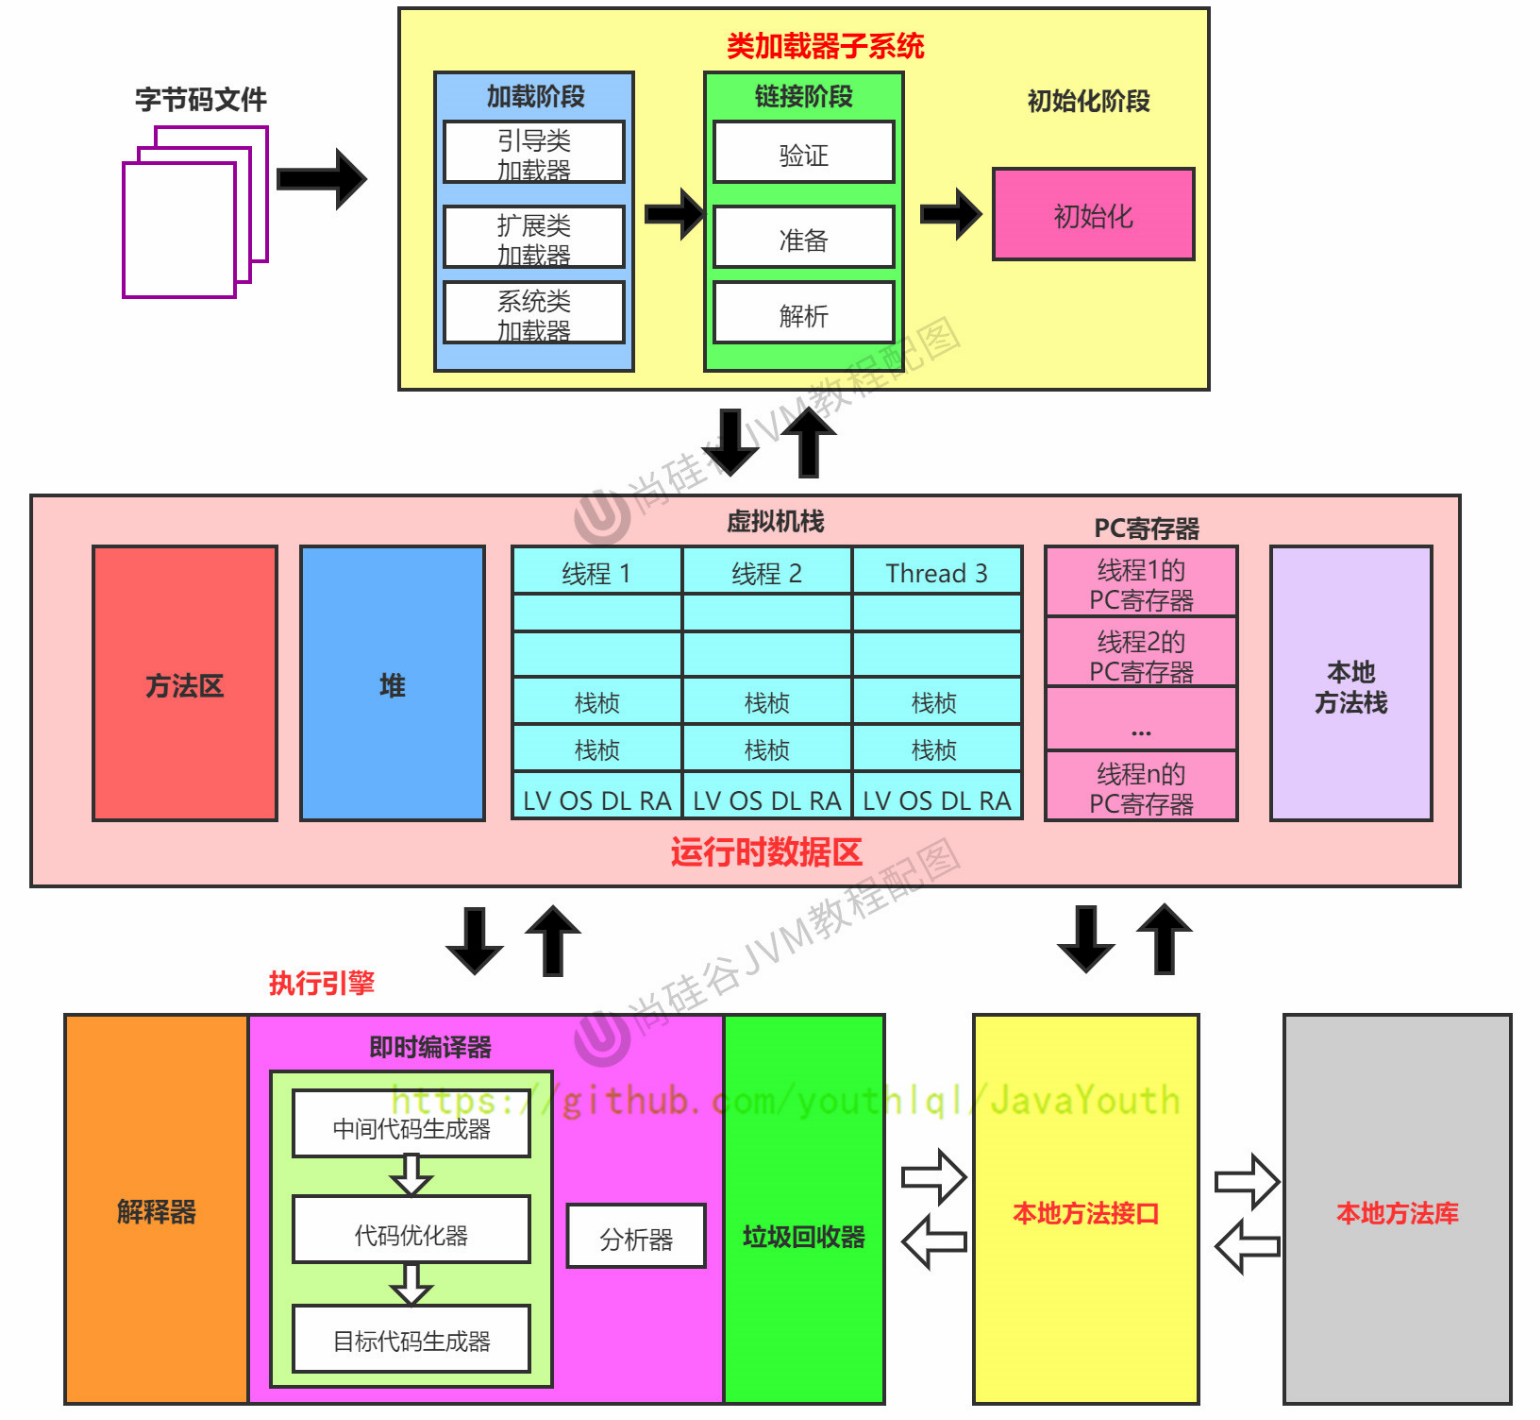 类加载器子系统
字节码文件
加载阶段
引导类
加载器
扩展类
加载器
系统类
加载器
链接阶段
验证
准备
解析
初始化阶段
初始化
尚硅谷JVM教程配图
方法区
堆
虚拟机栈
线程 1
线程 2
Thread 3
栈桢
栈桢
栈桢
栈桢
栈桢
栈桢
LV OS DL RA
LV OS DL RA
LV OS DL RA
PC寄存器
线程1的
PC寄存器
线程2的
PC寄存器
...
线程n的
PC寄存器
本地
方法栈
运行时数据区
尚硅谷JVM教程配图
执行引擎
解释器
即时编译器
https://github.com/youthlql/JavaYouth
中间代码生成器
代码优化器
目标代码生成器
分析器
垃圾回收器
本地方法接口
本地方法库